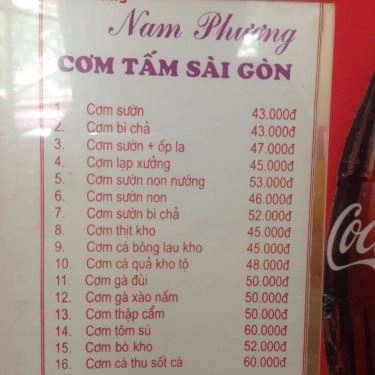 Nam Phương
CƠM TẤM SÀI GÒN
1. Cơm sườn 43.000đ
2. Cơm bi chả 43.000đ
3. Cơm sườn + ốp la 47.000đ
4. Cơm lạp xưởng 45.000đ
5. Cơm sườn non nướng 53.000đ
6. Cơm sườn non 46.000đ
7. Cơm sườn bi chả 52.000đ
8. Cơm thịt kho 45.000đ
9. Cơm cá bông lau kho 45.000đ
10. Cơm cá quả kho tộ 48.000đ
11. Cơm gà đùi 50.000đ
12. Cơm gà xào nấm 50.000đ
13. Cơm thập cẩm 50.000đ
14. Cơm tôm sú 60.000đ
15. Cơm bò kho 52.000đ
16. Cơm cá thu sốt cà 60.000đ